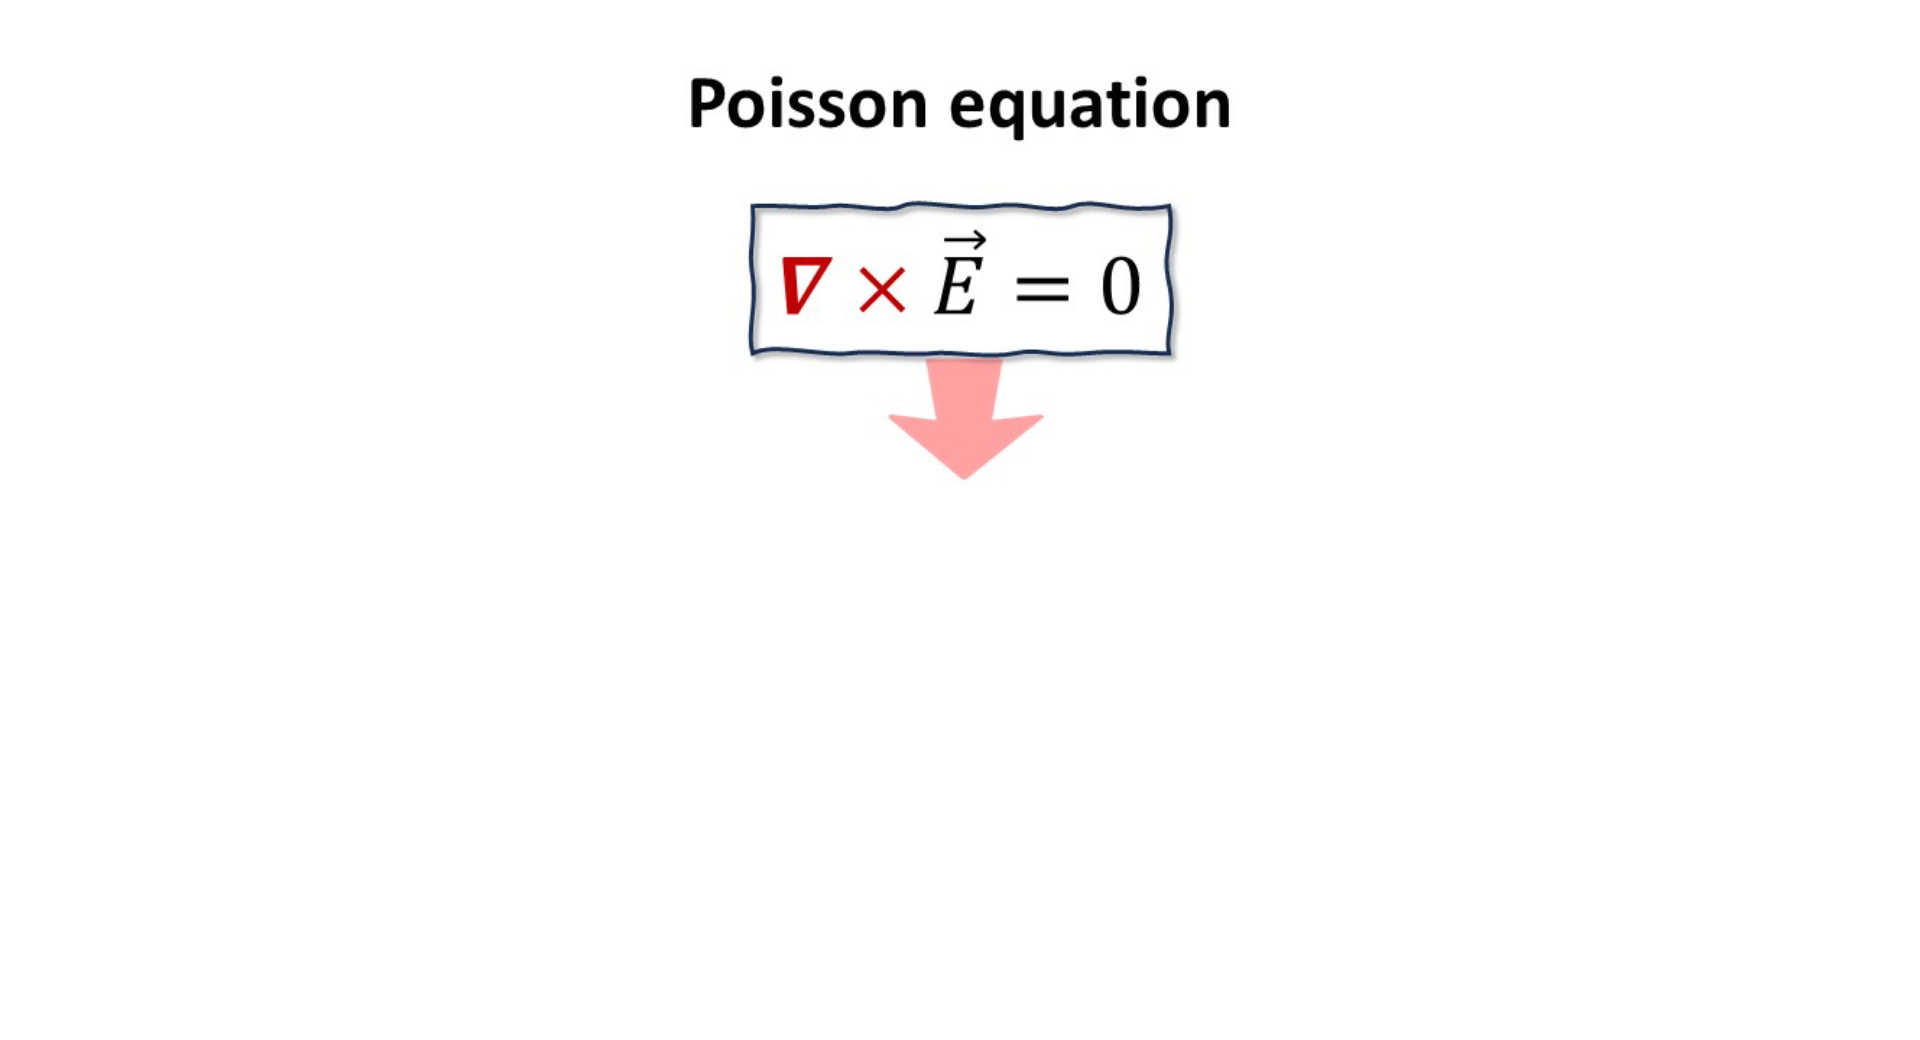 Poisson equation
∇ × E⃗ = 0